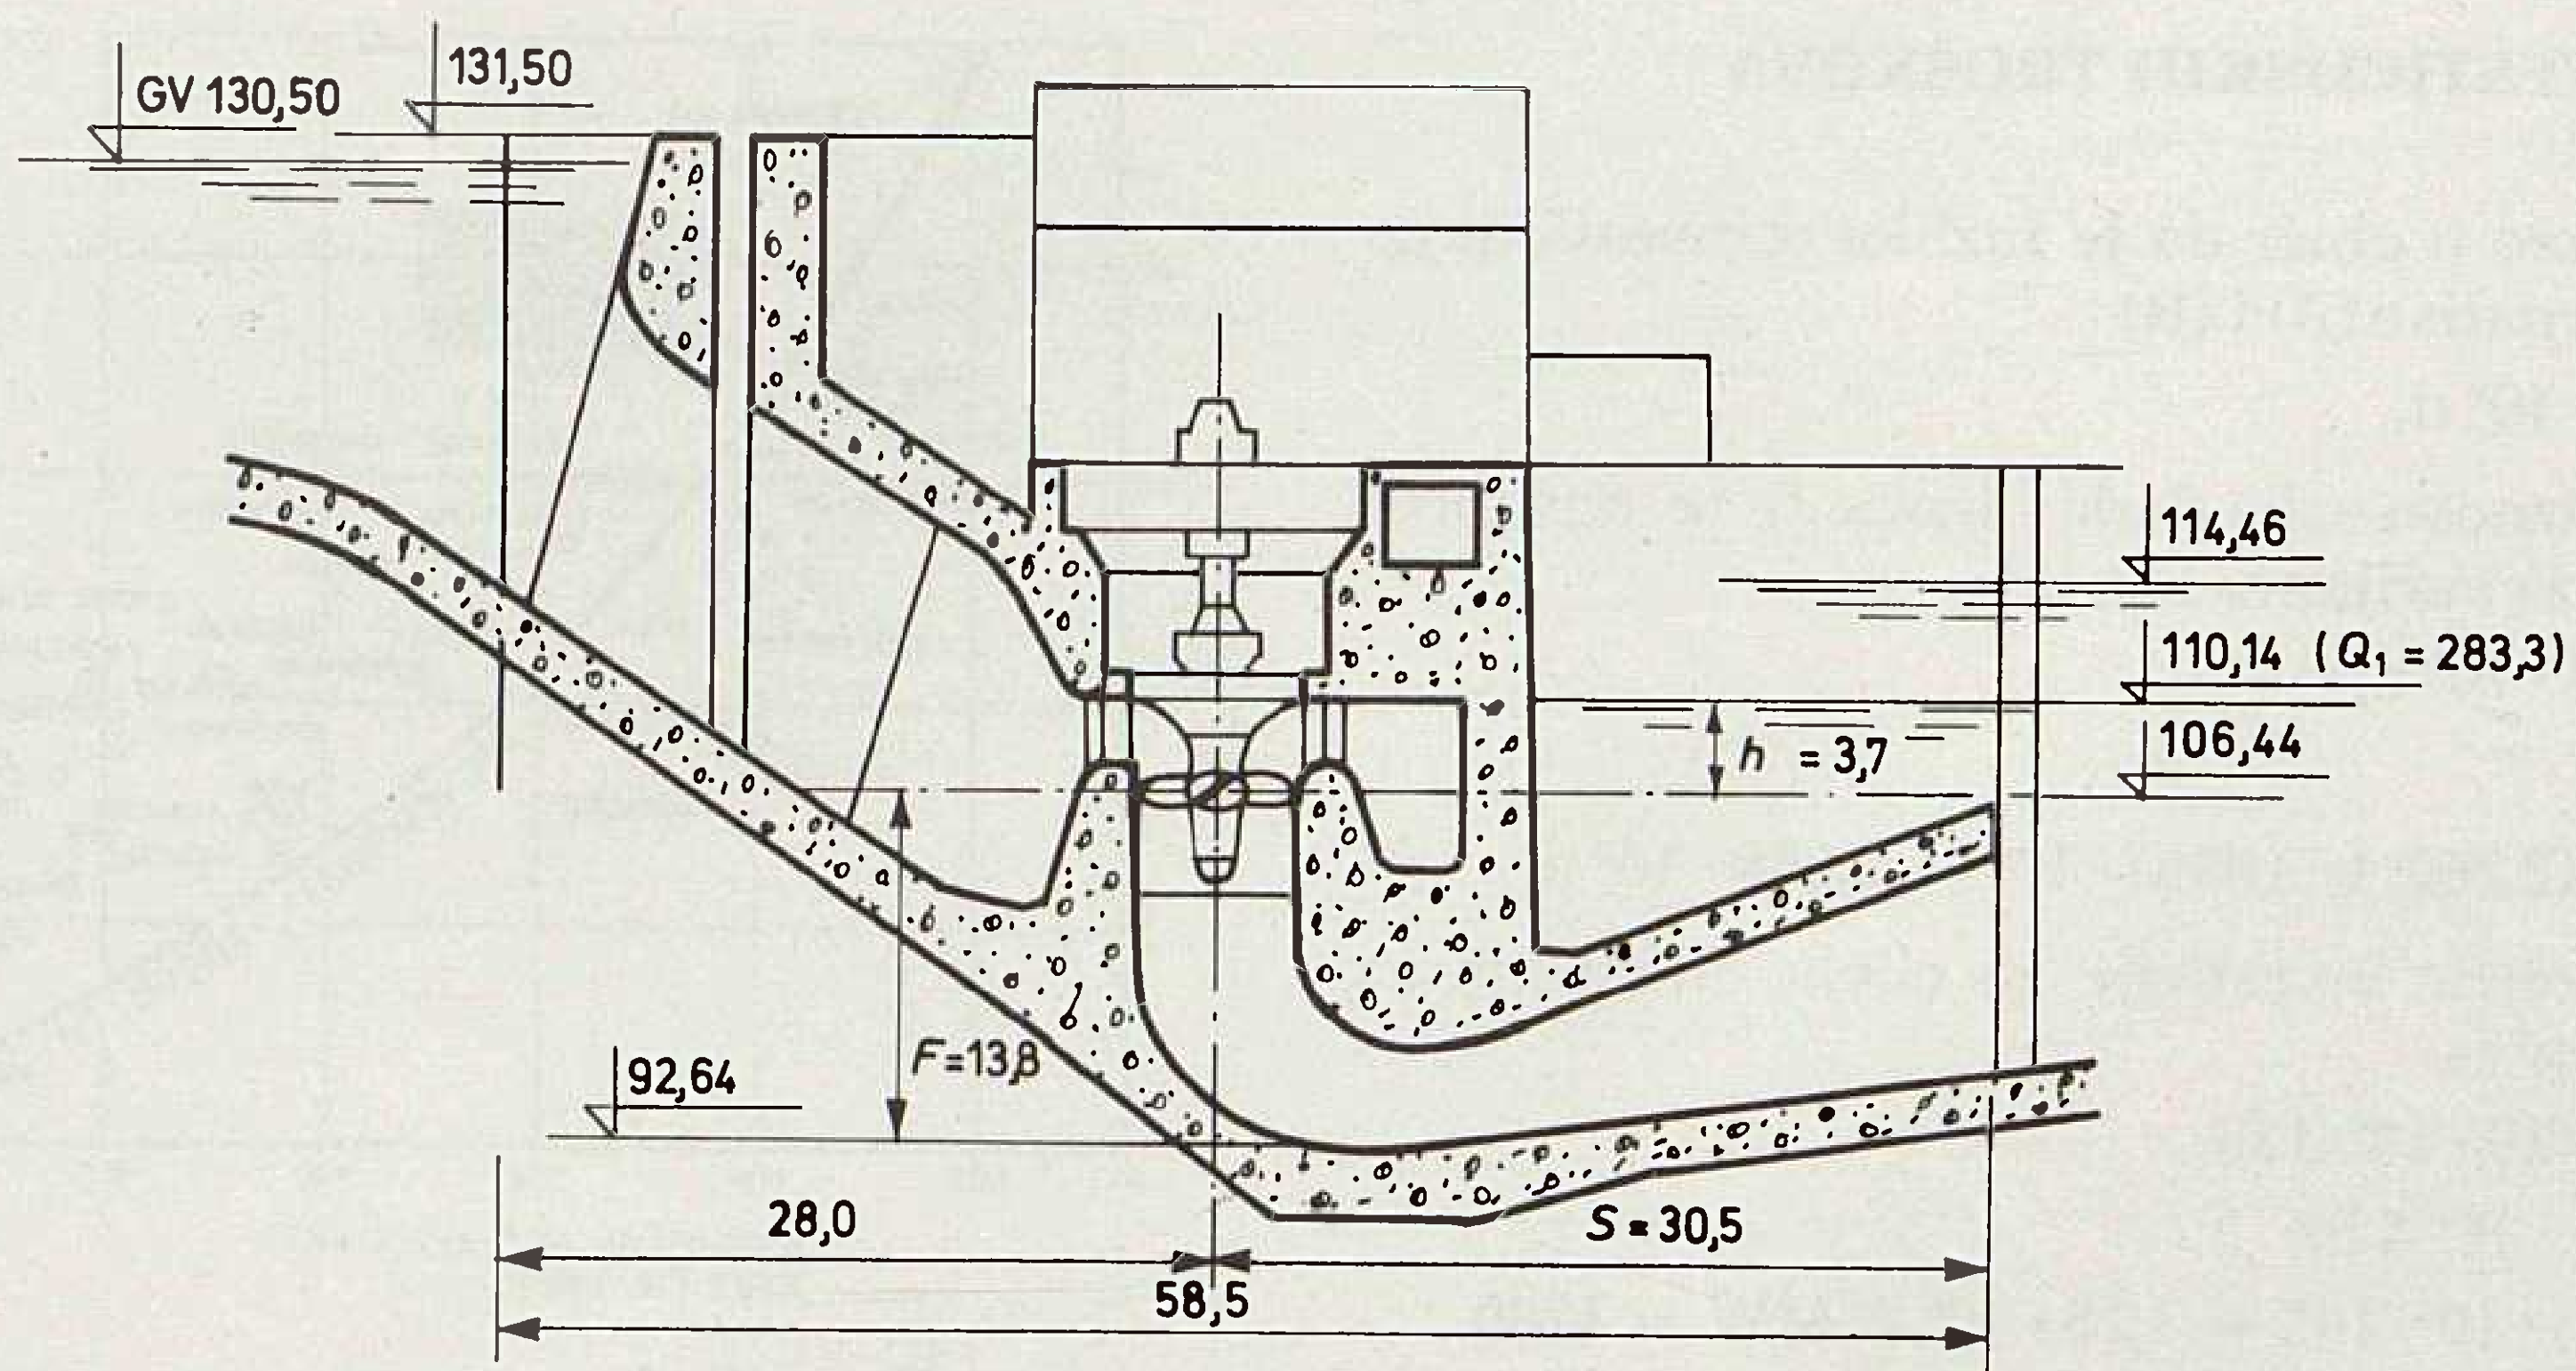 GV 130,50
131,50
114,46
110,14 (Q₁ = 283,3)
h = 3,7
106,44
F=13,8
92,64
28,0
S = 30,5
58,5